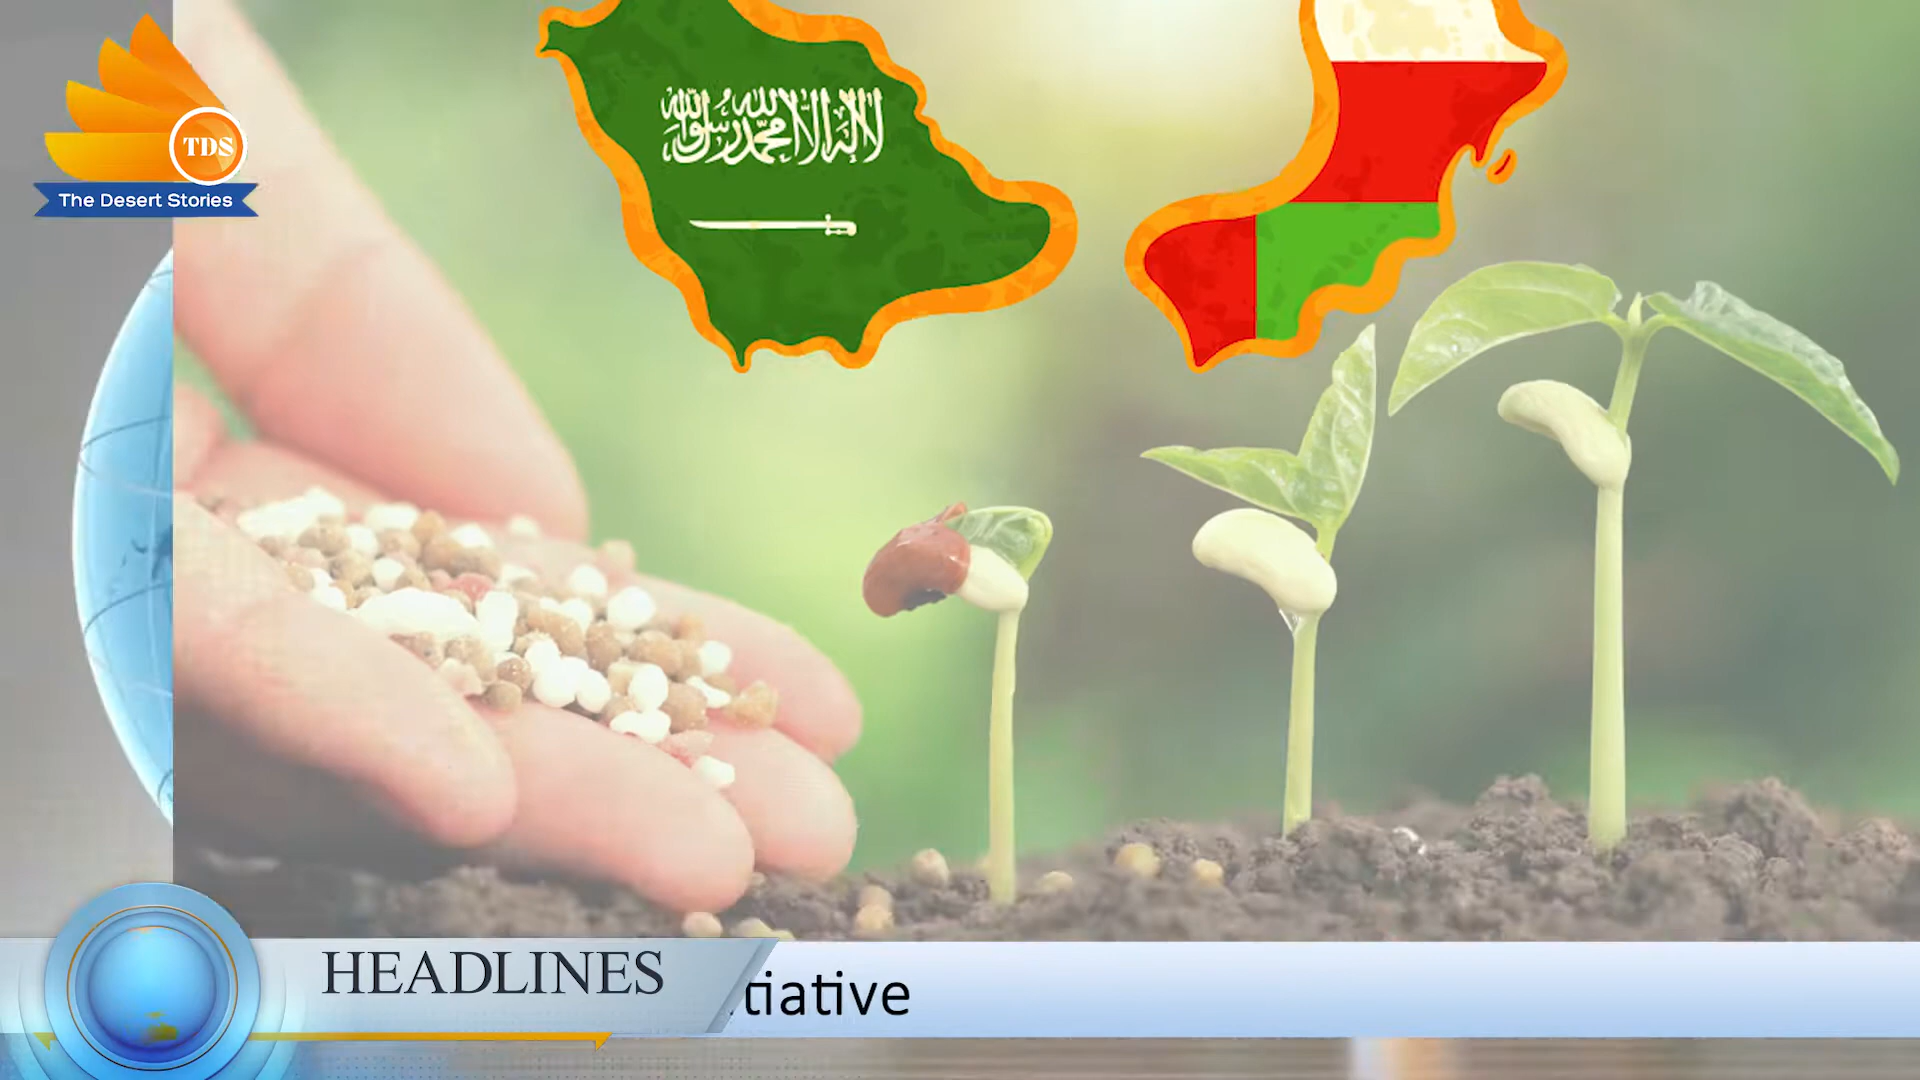 لا إله إلا الله محمد رسول الله
TDS
The Desert Stories
HEADLINES
tiative